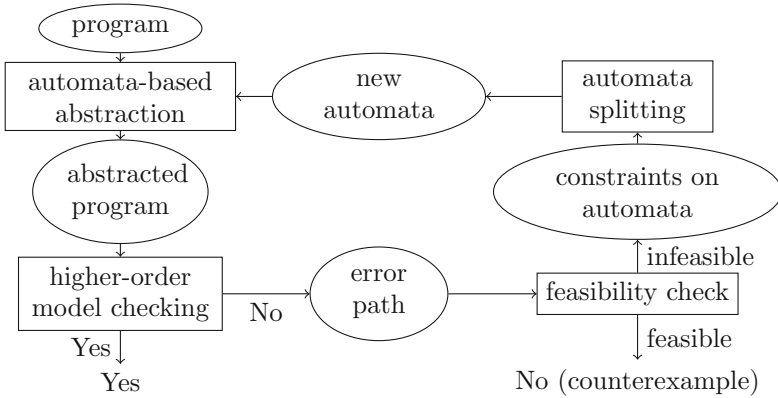 program
automata-based
abstraction
new
automata
automata
splitting
abstracted
program
constraints on
automata
higher-order
model checking
No
error
path
infeasible
feasibility check
feasible
Yes
Yes
No (counterexample)